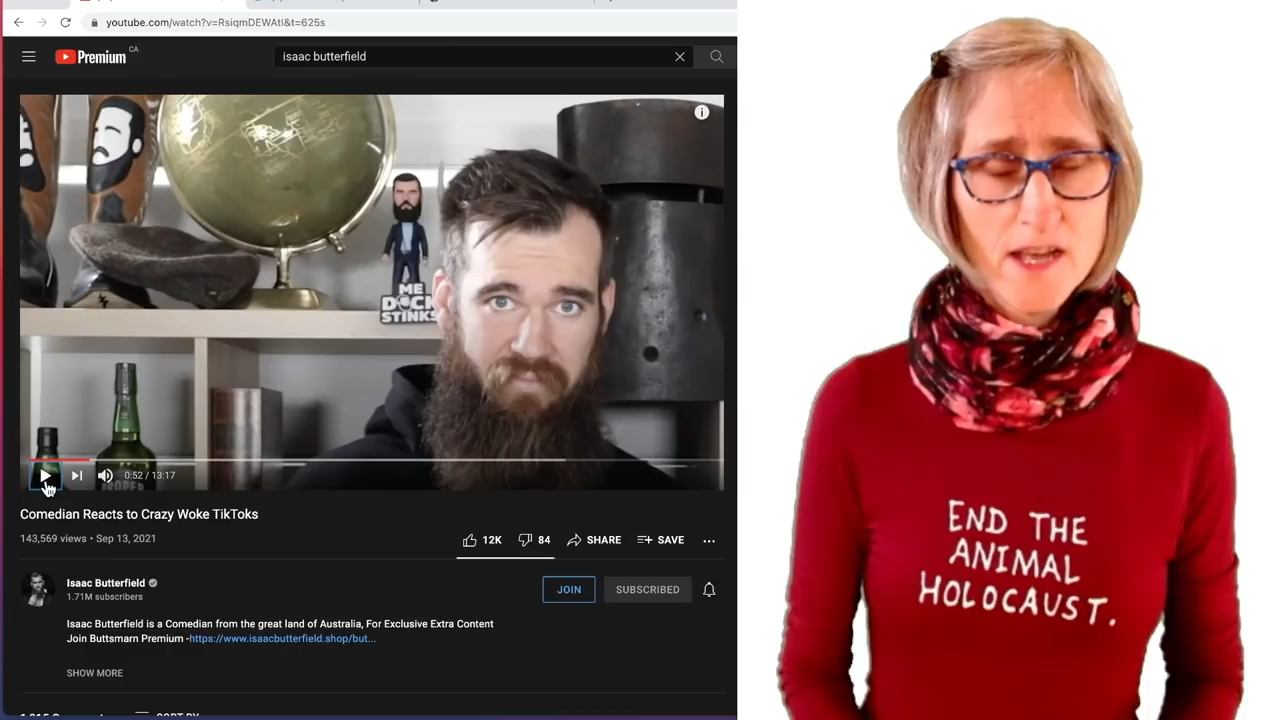 youtube.com/watch?v=RsiqmDEWAtI&t=625s
Premium CA
isaac butterfield
i
ME
DICK
STINKS
0:52 / 13:17
Comedian Reacts to Crazy Woke TikToks
143,569 views • Sep 13, 2021
12K 84 SHARE SAVE
Isaac Butterfield
1.71M subscribers
JOIN SUBSCRIBED
Isaac Butterfield is a Comedian from the great land of Australia, For Exclusive Extra Content
Join Buttsmarn Premium -https://www.isaacbutterfield.shop/but...
SHOW MORE
SORT BY
END THE
ANIMAL
HOLOCAUST.